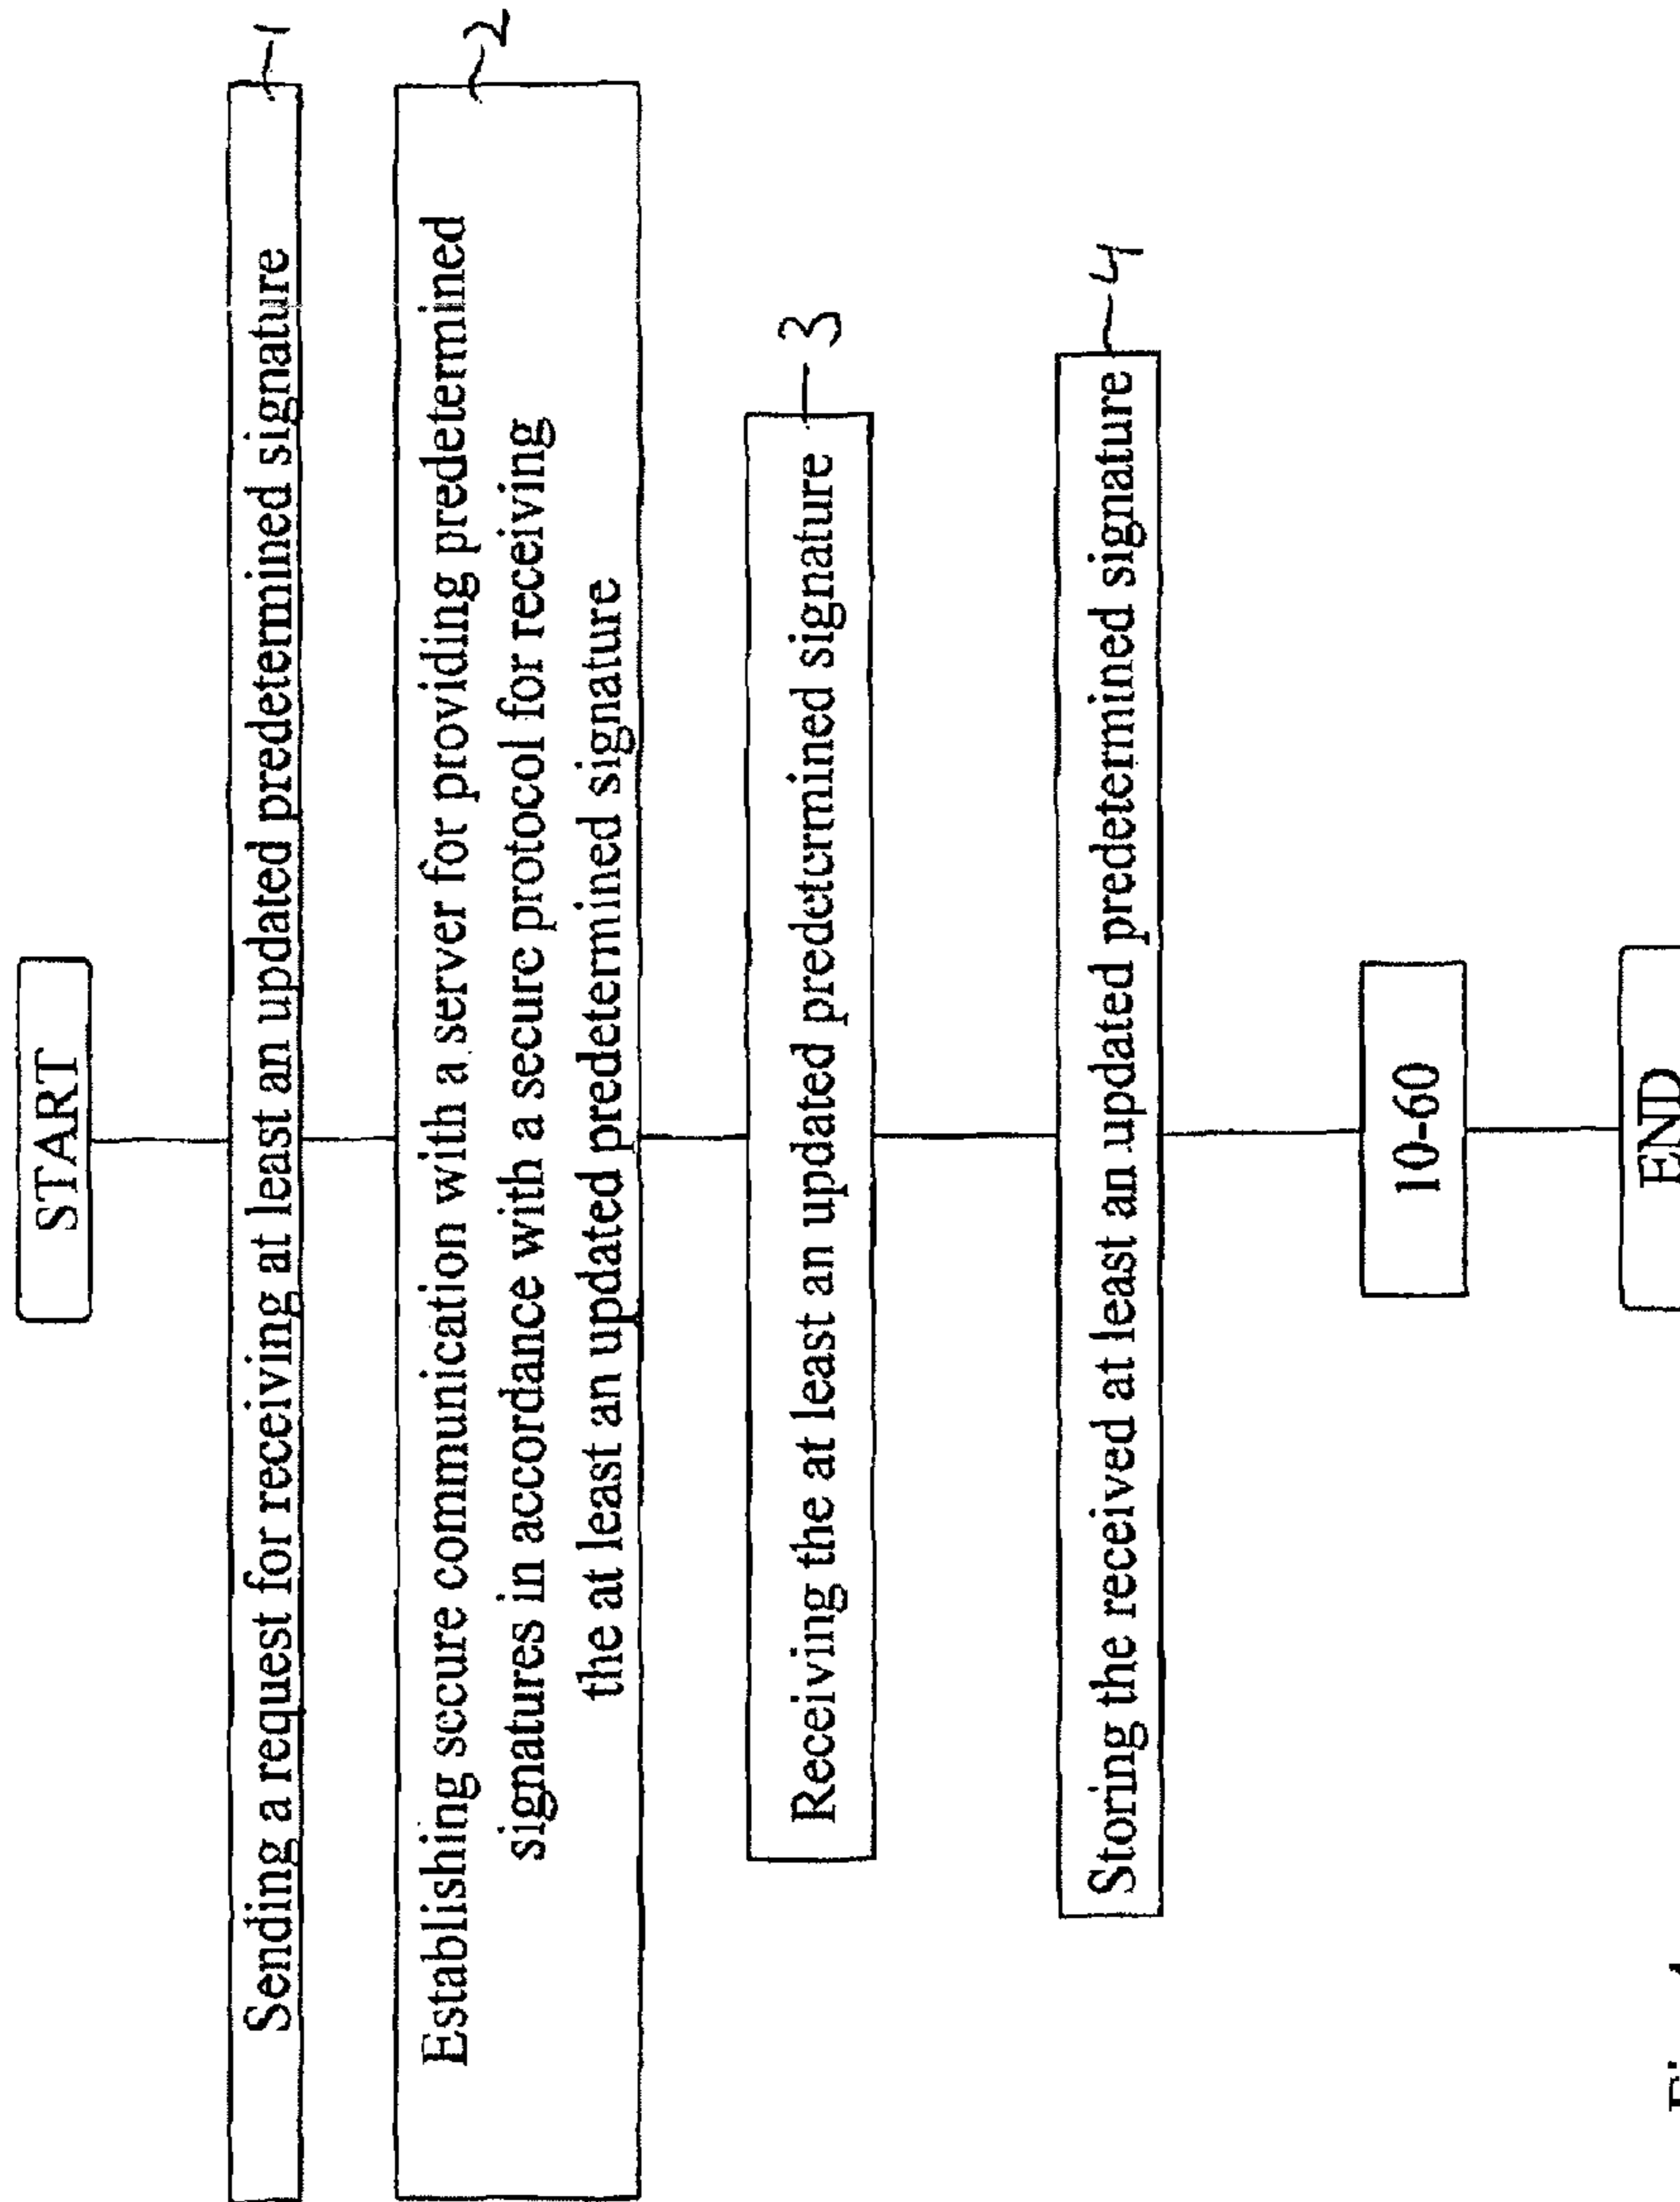 START
Sending a request for receiving at least an updated predetermined signature
1
Establishing secure communication with a server for providing predetermined
signatures in accordance with a secure protocol for receiving
the at least an updated predetermined signature
2
Receiving the at least an updated predetermined signature
3
Storing the received at least an updated predetermined signature
4
10-60
END